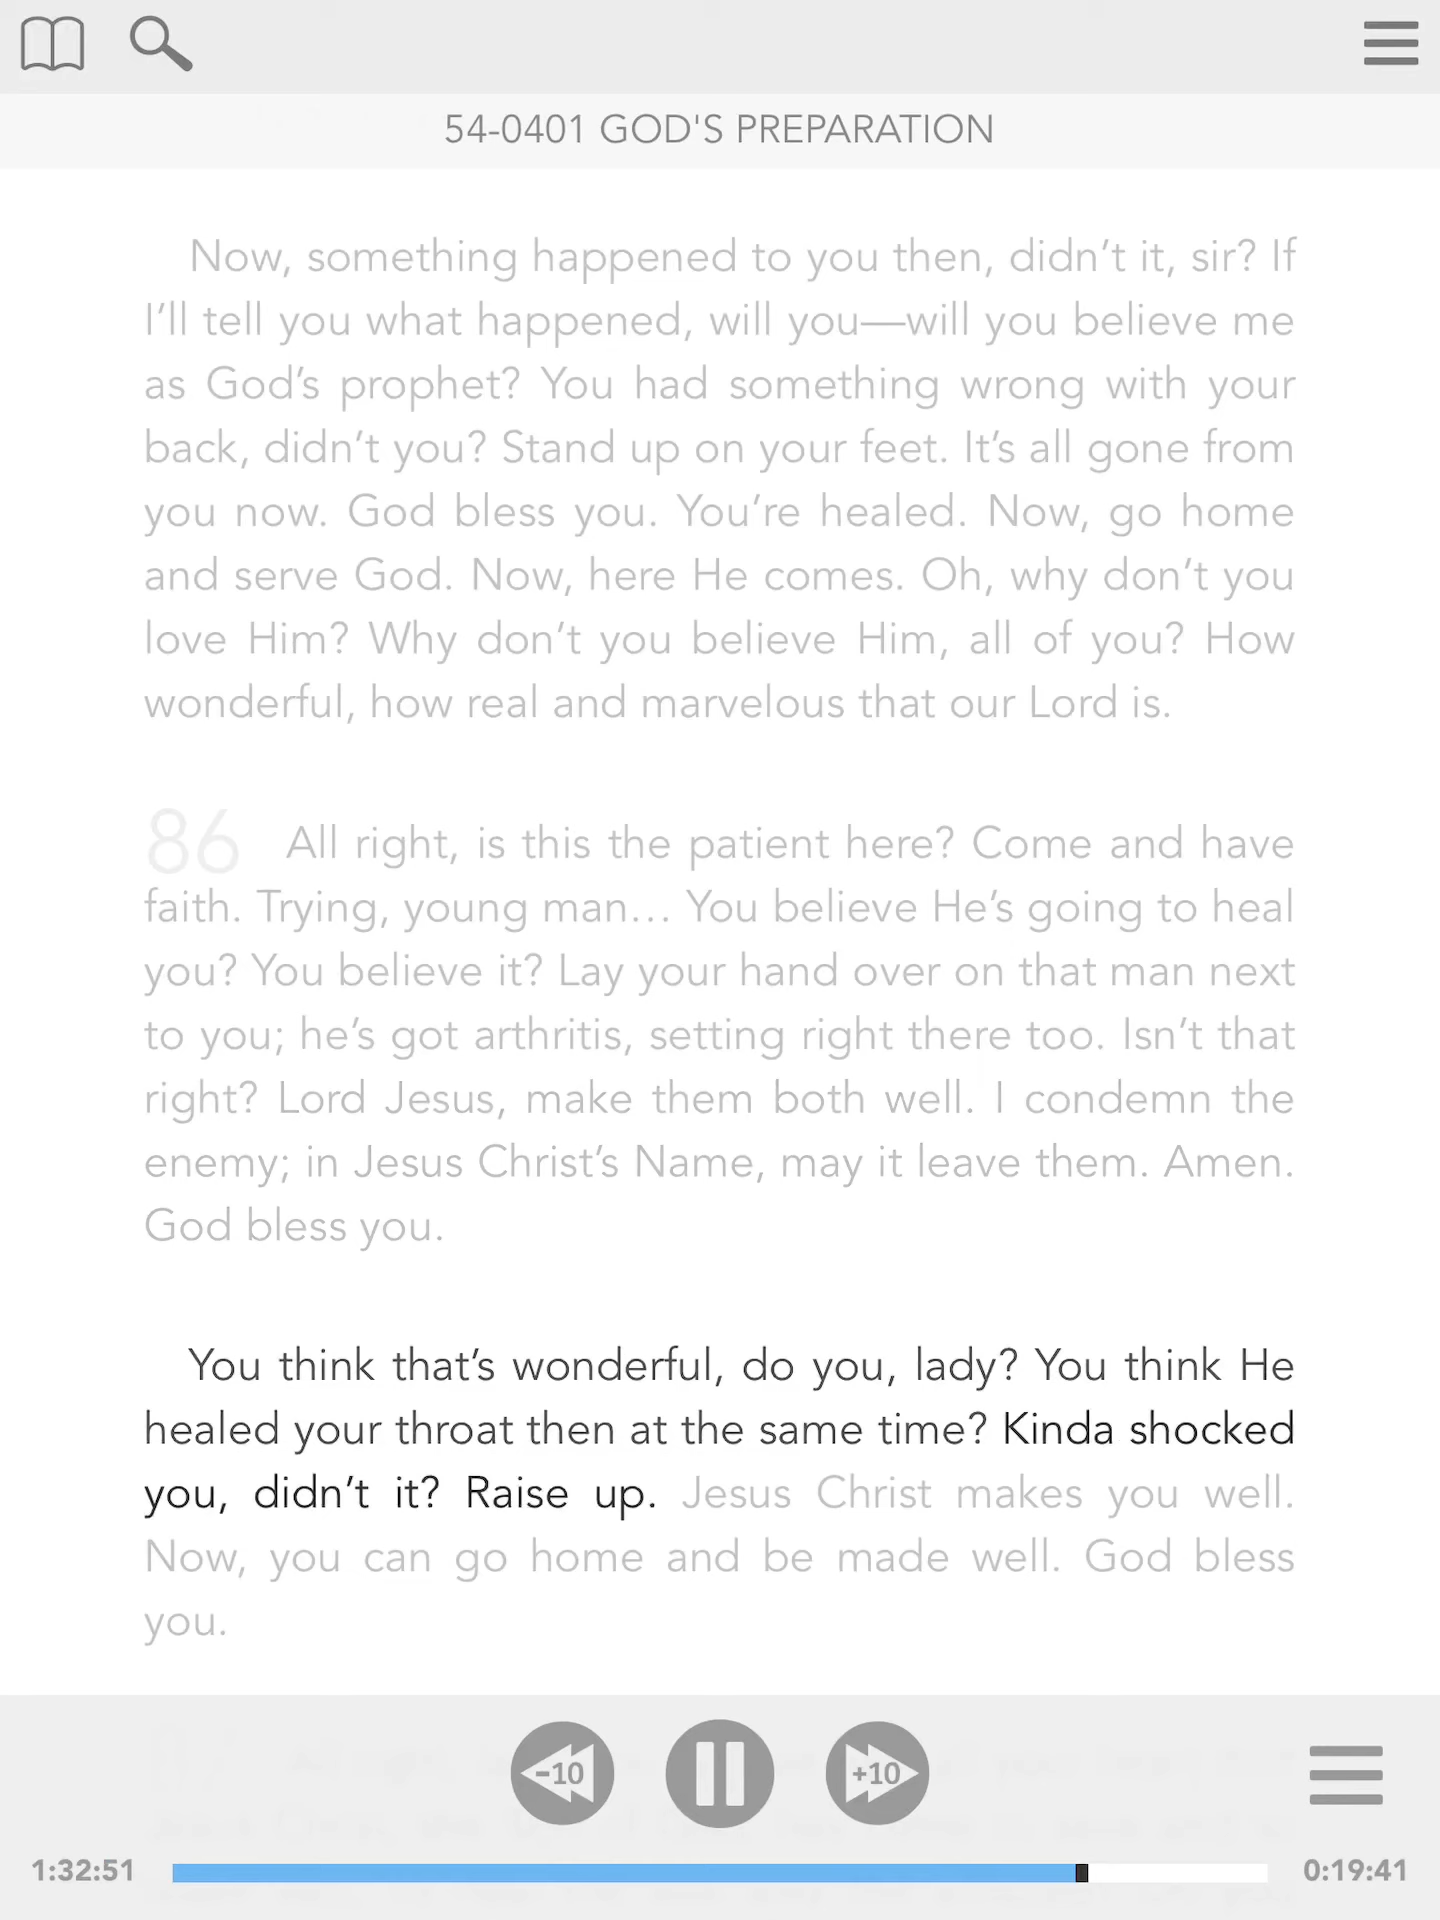 54-0401 GOD'S PREPARATION
Now, something happened to you then, didn’t it, sir? If
I’ll tell you what happened, will you—will you believe me
as God’s prophet? You had something wrong with your
back, didn’t you? Stand up on your feet. It’s all gone from
you now. God bless you. You’re healed. Now, go home
and serve God. Now, here He comes. Oh, why don’t you
love Him? Why don’t you believe Him, all of you? How
wonderful, how real and marvelous that our Lord is.
86 All right, is this the patient here? Come and have
faith. Trying, young man… You believe He’s going to heal
you? You believe it? Lay your hand over on that man next
to you; he’s got arthritis, setting right there too. Isn’t that
right? Lord Jesus, make them both well. I condemn the
enemy; in Jesus Christ’s Name, may it leave them. Amen.
God bless you.
You think that’s wonderful, do you, lady? You think He
healed your throat then at the same time? Kinda shocked
you, didn’t it? Raise up. Jesus Christ makes you well.
Now, you can go home and be made well. God bless
you.
-10 +10
1:32:51 0:19:41